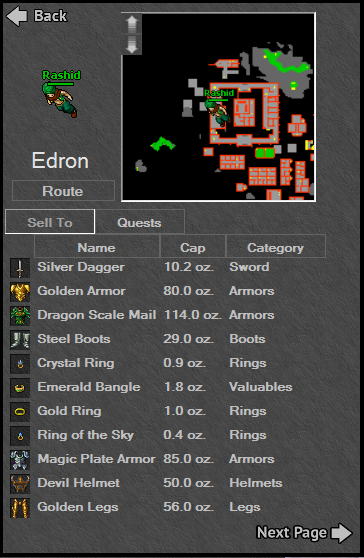 Back
Rashid
Rashid
Edron
Route
Sell To Quests
Name Cap Category
Silver Dagger 10.2 oz. Sword
Golden Armor 80.0 oz. Armors
Dragon Scale Mail 114.0 oz. Armors
Steel Boots 29.0 oz. Boots
Crystal Ring 0.9 oz. Rings
Emerald Bangle 1.8 oz. Valuables
Gold Ring 1.0 oz. Rings
Ring of the Sky 0.4 oz. Rings
Magic Plate Armor 85.0 oz. Armors
Devil Helmet 50.0 oz. Helmets
Golden Legs 56.0 oz. Legs
Next Page